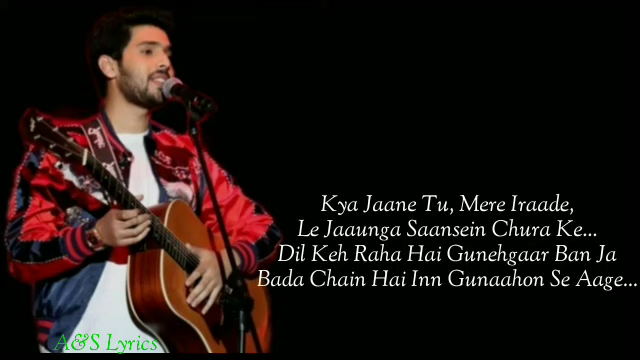 Kya Jaane Tu, Mere Iraade,
Le Jaaunga Saansein Chura Ke...
Dil Keh Raha Hai Gunehgaar Ban Ja
Bada Chain Hai Inn Gunaahon Se Aage...
A&S Lyrics